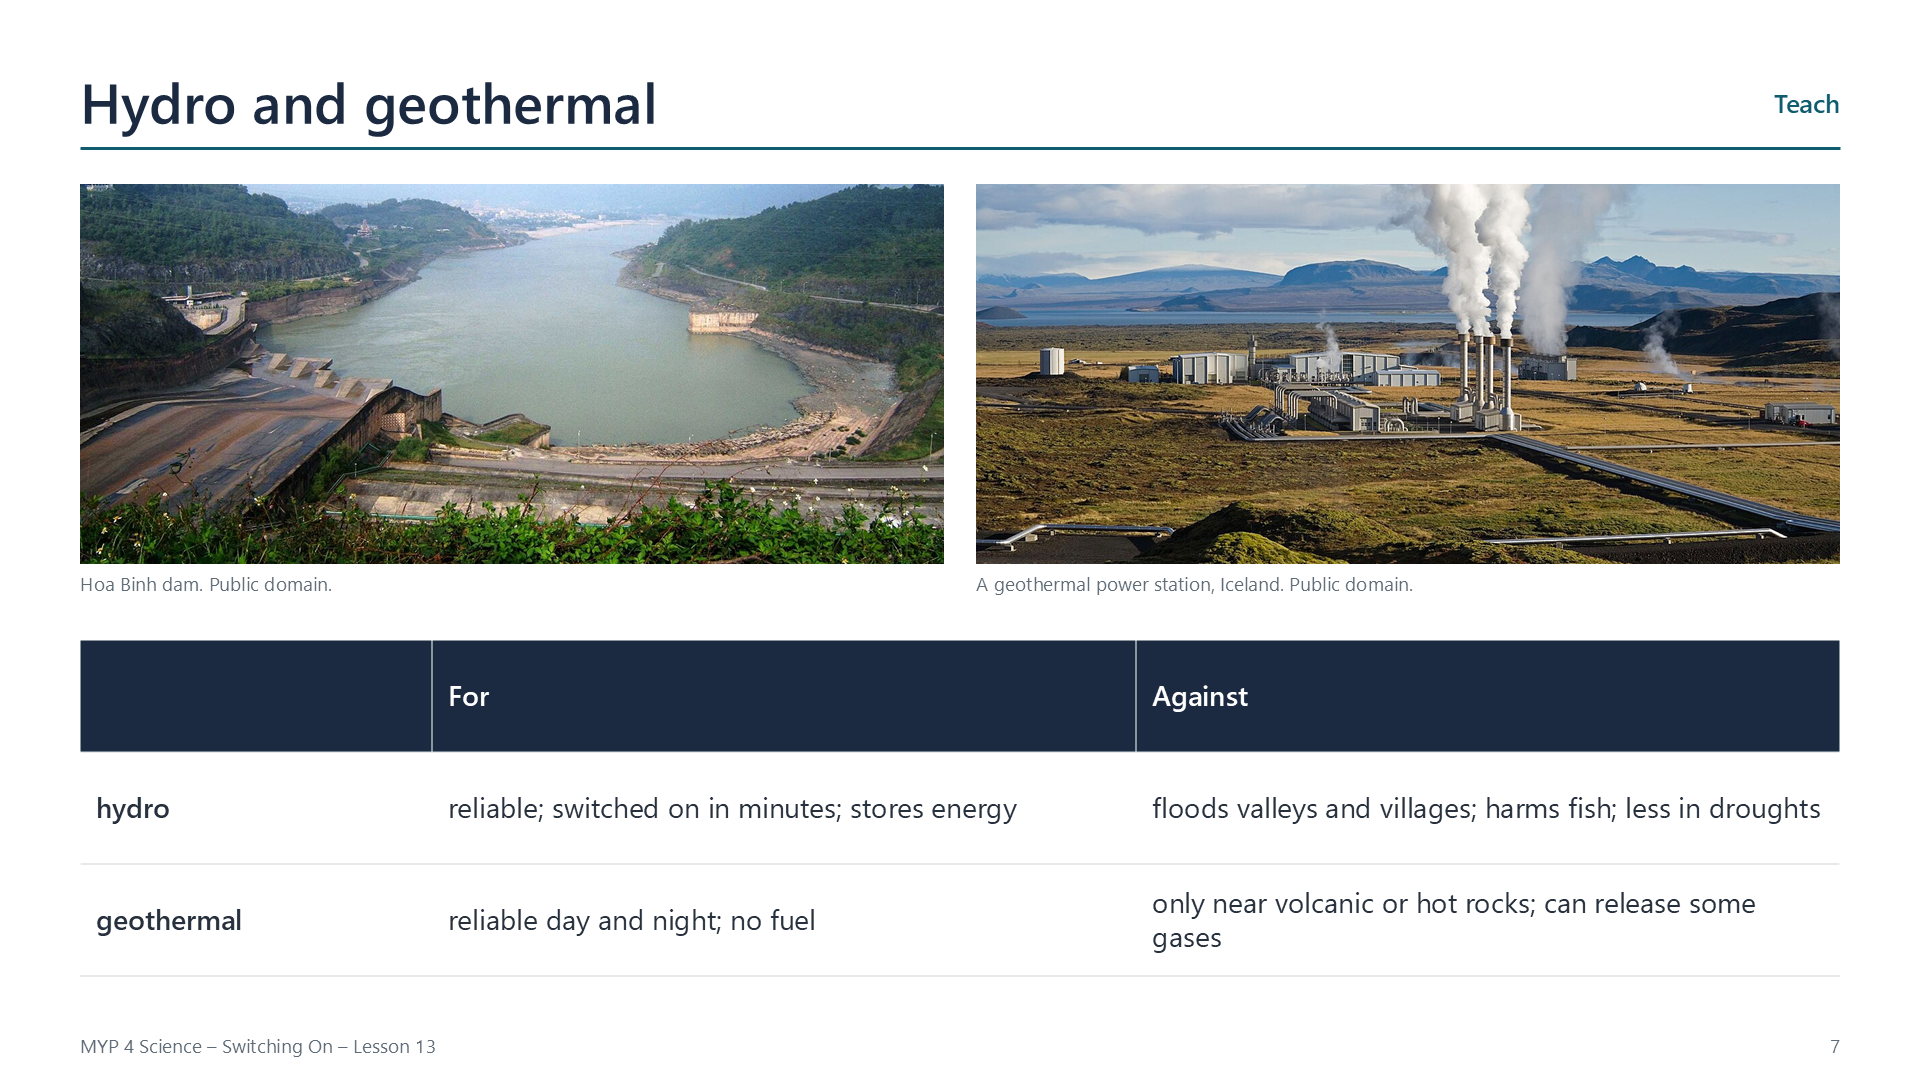 Hydro and geothermal
Teach
Hoa Binh dam. Public domain.
A geothermal power station, Iceland. Public domain.
For
Against
hydro
reliable; switched on in minutes; stores energy
floods valleys and villages; harms fish; less in droughts
geothermal
reliable day and night; no fuel
only near volcanic or hot rocks; can release some
gases
MYP 4 Science – Switching On – Lesson 13
7